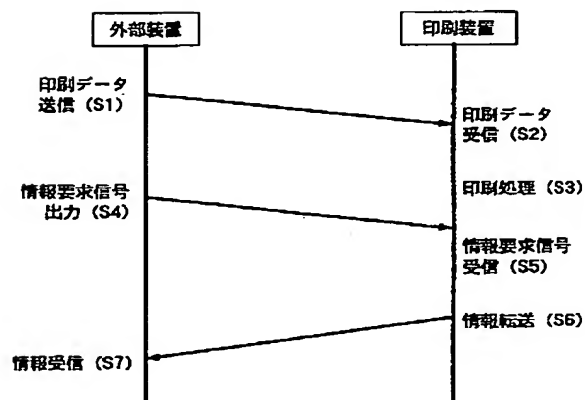 外部装置
印刷装置
印刷データ
送信 (S1)
印刷データ
受信 (S2)
印刷処理 (S3)
情報要求信号
出力 (S4)
情報要求信号
受信 (S5)
情報転送 (S6)
情報受信 (S7)